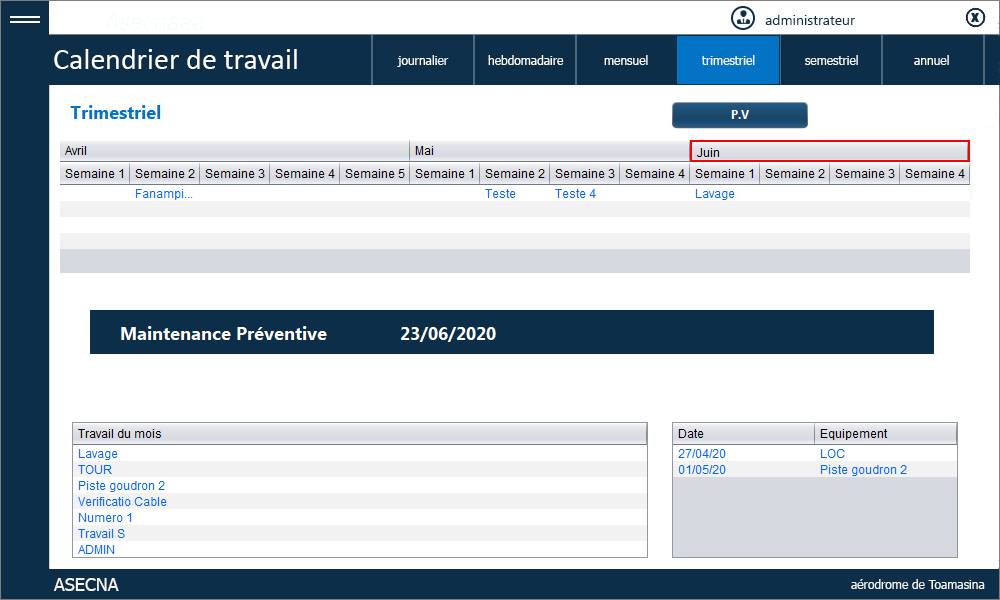 Asecnaaa
administrateur
Calendrier de travail
journalier
hebdomadaire
mensuel
trimestriel
semestriel
annuel
Trimestriel
P.V
Avril Mai Juin
Semaine 1 Semaine 2 Semaine 3 Semaine 4 Semaine 5 Semaine 1 Semaine 2 Semaine 3 Semaine 4 Semaine 1 Semaine 2 Semaine 3 Semaine 4
Fanampi... Teste Teste 4 Lavage
Maintenance Préventive 23/06/2020
Travail du mois
Lavage
TOUR
Piste goudron 2
Verificatio Cable
Numero 1
Travail S
ADMIN
Date Equipement
27/04/20 LOC
01/05/20 Piste goudron 2
ASECNA
aérodrome de Toamasina